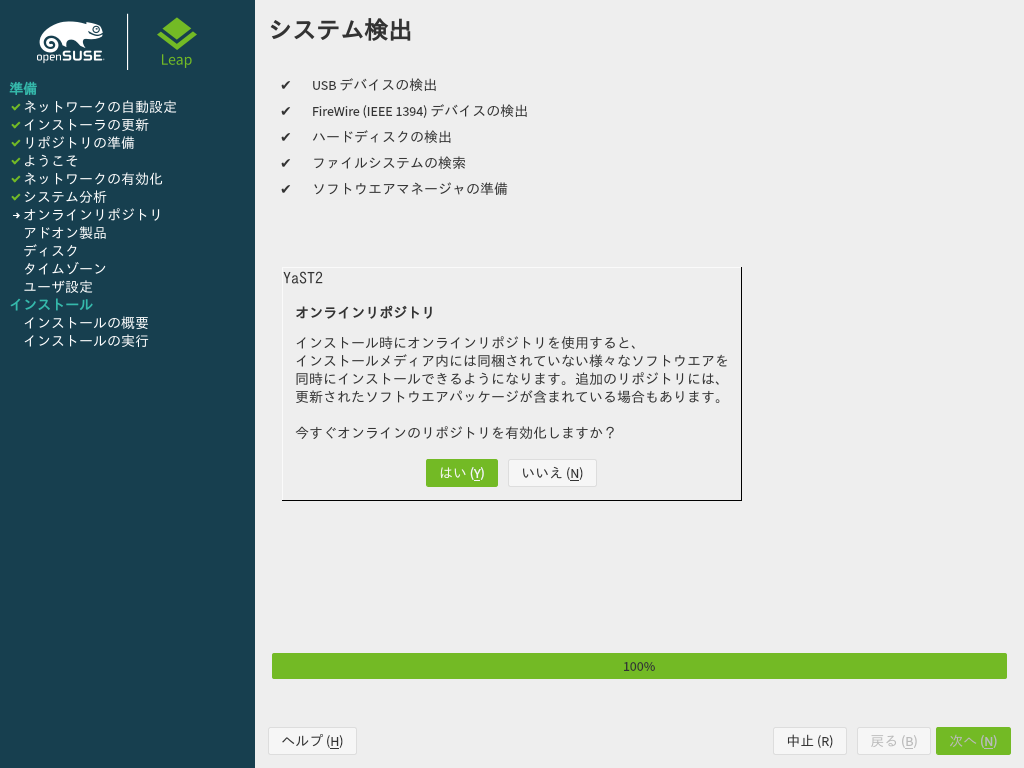 openSUSE
Leap
準備
ネットワークの自動設定
インストーラの更新
リポジトリの準備
ようこそ
ネットワークの有効化
システム分析
オンラインリポジトリ
アドオン製品
ディスク
タイムゾーン
ユーザ設定
インストール
インストールの概要
インストールの実行
システム検出
USB デバイスの検出
FireWire (IEEE 1394) デバイスの検出
ハードディスクの検出
ファイルシステムの検索
ソフトウエアマネージャの準備
YaST2
オンラインリポジトリ
インストール時にオンラインリポジトリを使用すると、
インストールメディア内には同梱されていない様々なソフトウエアを
同時にインストールできるようになります。追加のリポジトリには、
更新されたソフトウエアパッケージが含まれている場合もあります。
今すぐオンラインのリポジトリを有効化しますか？
はい (Y) いいえ (N)
100%
ヘルプ (H) 中止 (R) 戻る (B) 次へ (N)